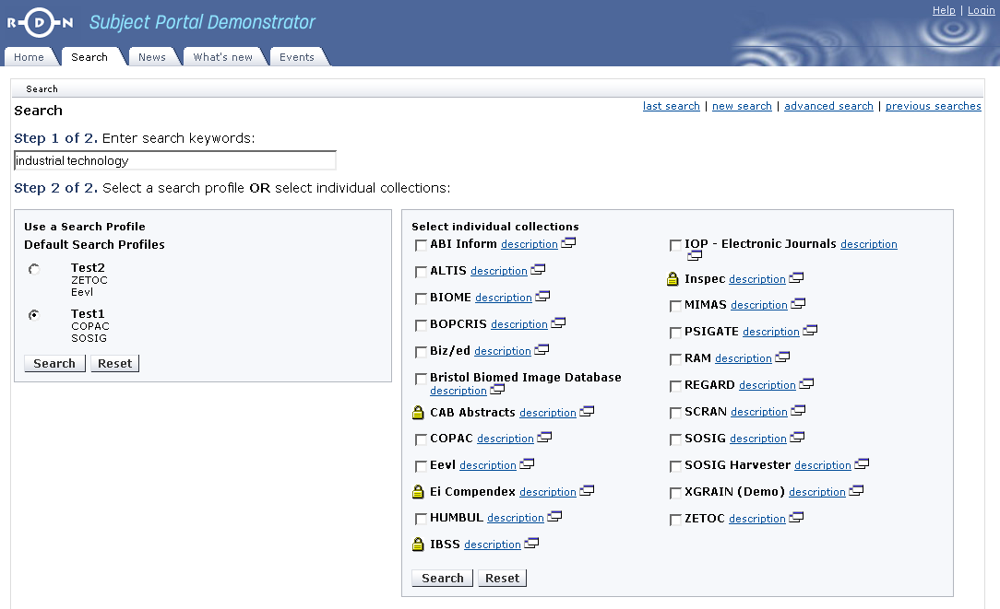 RDN Subject Portal Demonstrator
Help | Login
Home Search News What's new Events
Search
Search
last search | new search | advanced search | previous searches
Step 1 of 2. Enter search keywords:
industrial technology
Step 2 of 2. Select a search profile OR select individual collections:
Use a Search Profile
Default Search Profiles
Test2
ZETOC
Eevl
Test1
COPAC
SOSIG
Search Reset
Select individual collections
ABI Inform description
ALTIS description
BIOME description
BOPCRIS description
Biz/ed description
Bristol Biomed Image Database
description
CAB Abstracts description
COPAC description
Eevl description
Ei Compendex description
HUMBUL description
IBSS description
IOP - Electronic Journals description
Inspec description
MIMAS description
PSIGATE description
RAM description
REGARD description
SCRAN description
SOSIG description
SOSIG Harvester description
XGRAIN (Demo) description
ZETOC description
Search Reset